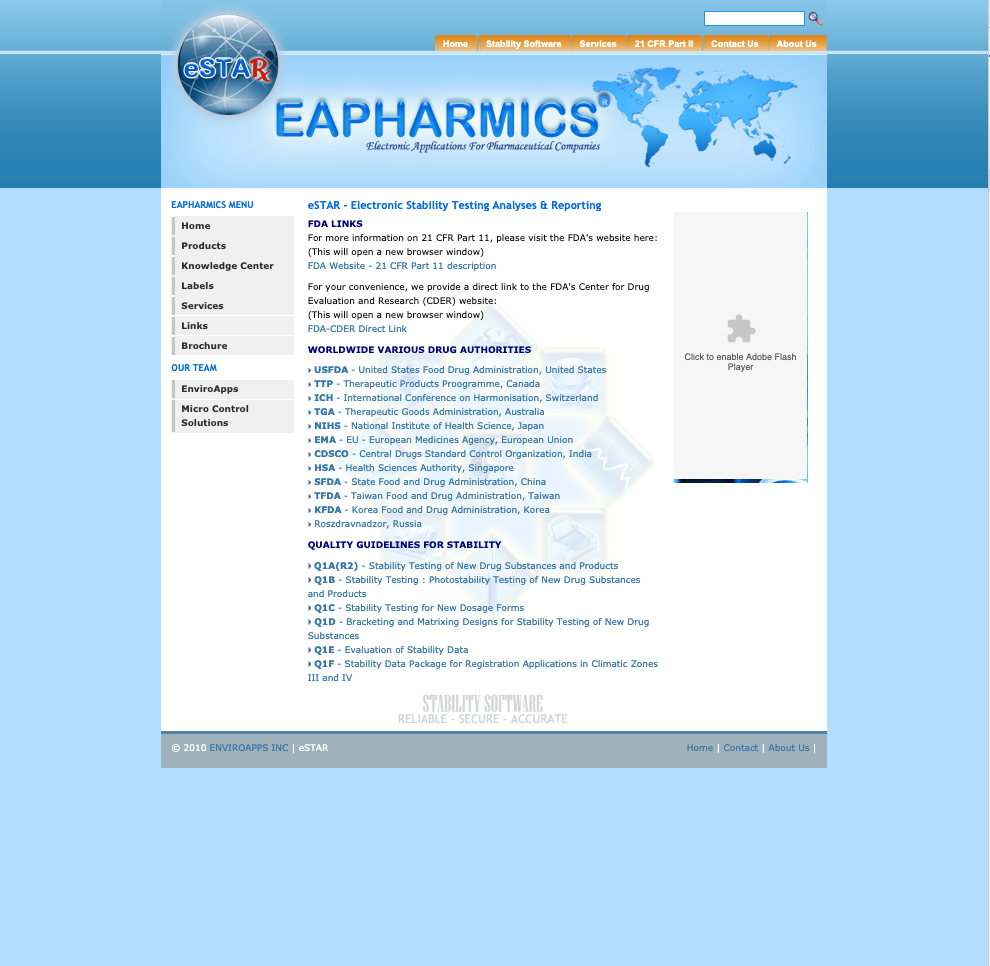 Home
Stability Software
Services
21 CFR Part II
Contact Us
About Us
eSTAR
EAPHARMICS®
Electronic Applications For Pharmaceutical Companies
EAPHARMICS MENU
Home
Products
Knowledge Center
Labels
Services
Links
Brochure
OUR TEAM
EnviroApps
Micro Control
Solutions
eSTAR - Electronic Stability Testing Analyses & Reporting
FDA LINKS
For more information on 21 CFR Part 11, please visit the FDA's website here:
(This will open a new browser window)
FDA Website - 21 CFR Part 11 description
For your convenience, we provide a direct link to the FDA's Center for Drug
Evaluation and Research (CDER) website:
(This will open a new browser window)
FDA-CDER Direct Link
WORLDWIDE VARIOUS DRUG AUTHORITIES
USFDA - United States Food Drug Administration, United States
TTP - Therapeutic Products Proogramme, Canada
ICH - International Conference on Harmonisation, Switzerland
TGA - Therapeutic Goods Administration, Australia
NIHS - National Institute of Health Science, Japan
EMA - EU - European Medicines Agency, European Union
CDSCO - Central Drugs Standard Control Organization, India
HSA - Health Sciences Authority, Singapore
SFDA - State Food and Drug Administration, China
TFDA - Taiwan Food and Drug Administration, Taiwan
KFDA - Korea Food and Drug Administration, Korea
Roszdravnadzor, Russia
QUALITY GUIDELINES FOR STABILITY
Q1A(R2) - Stability Testing of New Drug Substances and Products
Q1B - Stability Testing : Photostability Testing of New Drug Substances
and Products
Q1C - Stability Testing for New Dosage Forms
Q1D - Bracketing and Matrixing Designs for Stability Testing of New Drug
Substances
Q1E - Evaluation of Stability Data
Q1F - Stability Data Package for Registration Applications in Climatic Zones
III and IV
STABILITY SOFTWARE
RELIABLE - SECURE - ACCURATE
Click to enable Adobe Flash
Player
© 2010 ENVIROAPPS INC | eSTAR
Home | Contact | About Us |